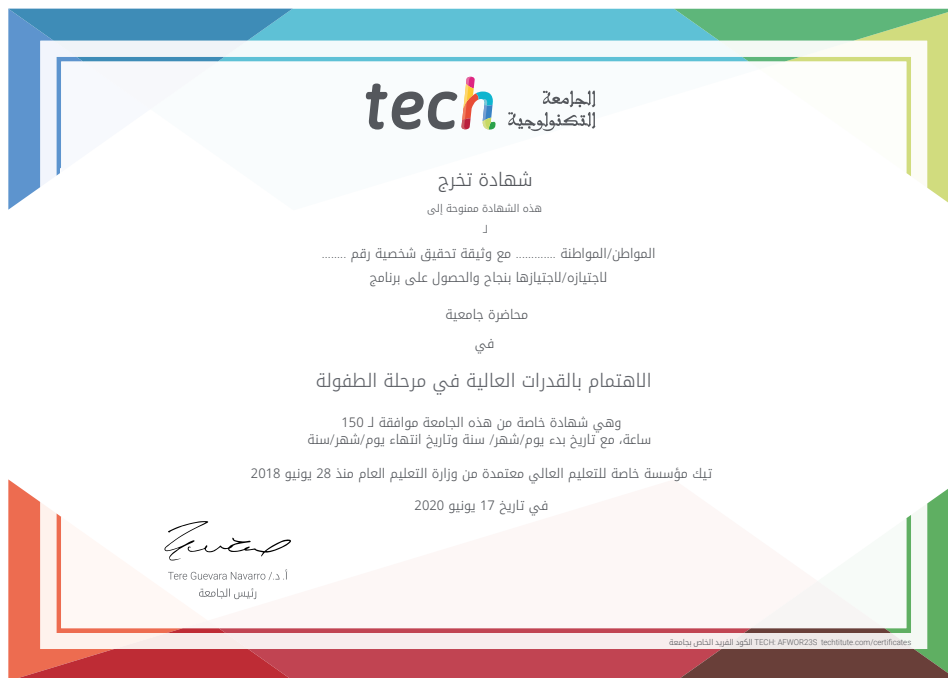 tech الجامعة
التكنولوجية
شهادة تخرج
هذه الشهادة ممنوحة إلى
لـ
المواطن/المواطنة ............ مع وثيقة تحقيق شخصية رقم ........
لاجتيازه/لاجتيازها بنجاح والحصول على برنامج
محاضرة جامعية
في
الاهتمام بالقدرات العالية في مرحلة الطفولة
وهي شهادة خاصة من هذه الجامعة موافقة لـ 150
ساعة، مع تاريخ بدء يوم/شهر/ سنة وتاريخ انتهاء يوم/شهر/سنة
تيك مؤسسة خاصة للتعليم العالي معتمدة من وزارة التعليم العام منذ 28 يونيو 2018
في تاريخ 17 يونيو 2020
أ. د./ Tere Guevara Navarro
رئيس الجامعة
الكود الفريد الخاص بجامعة TECH: AFWOR23S techtitute.com/certificates